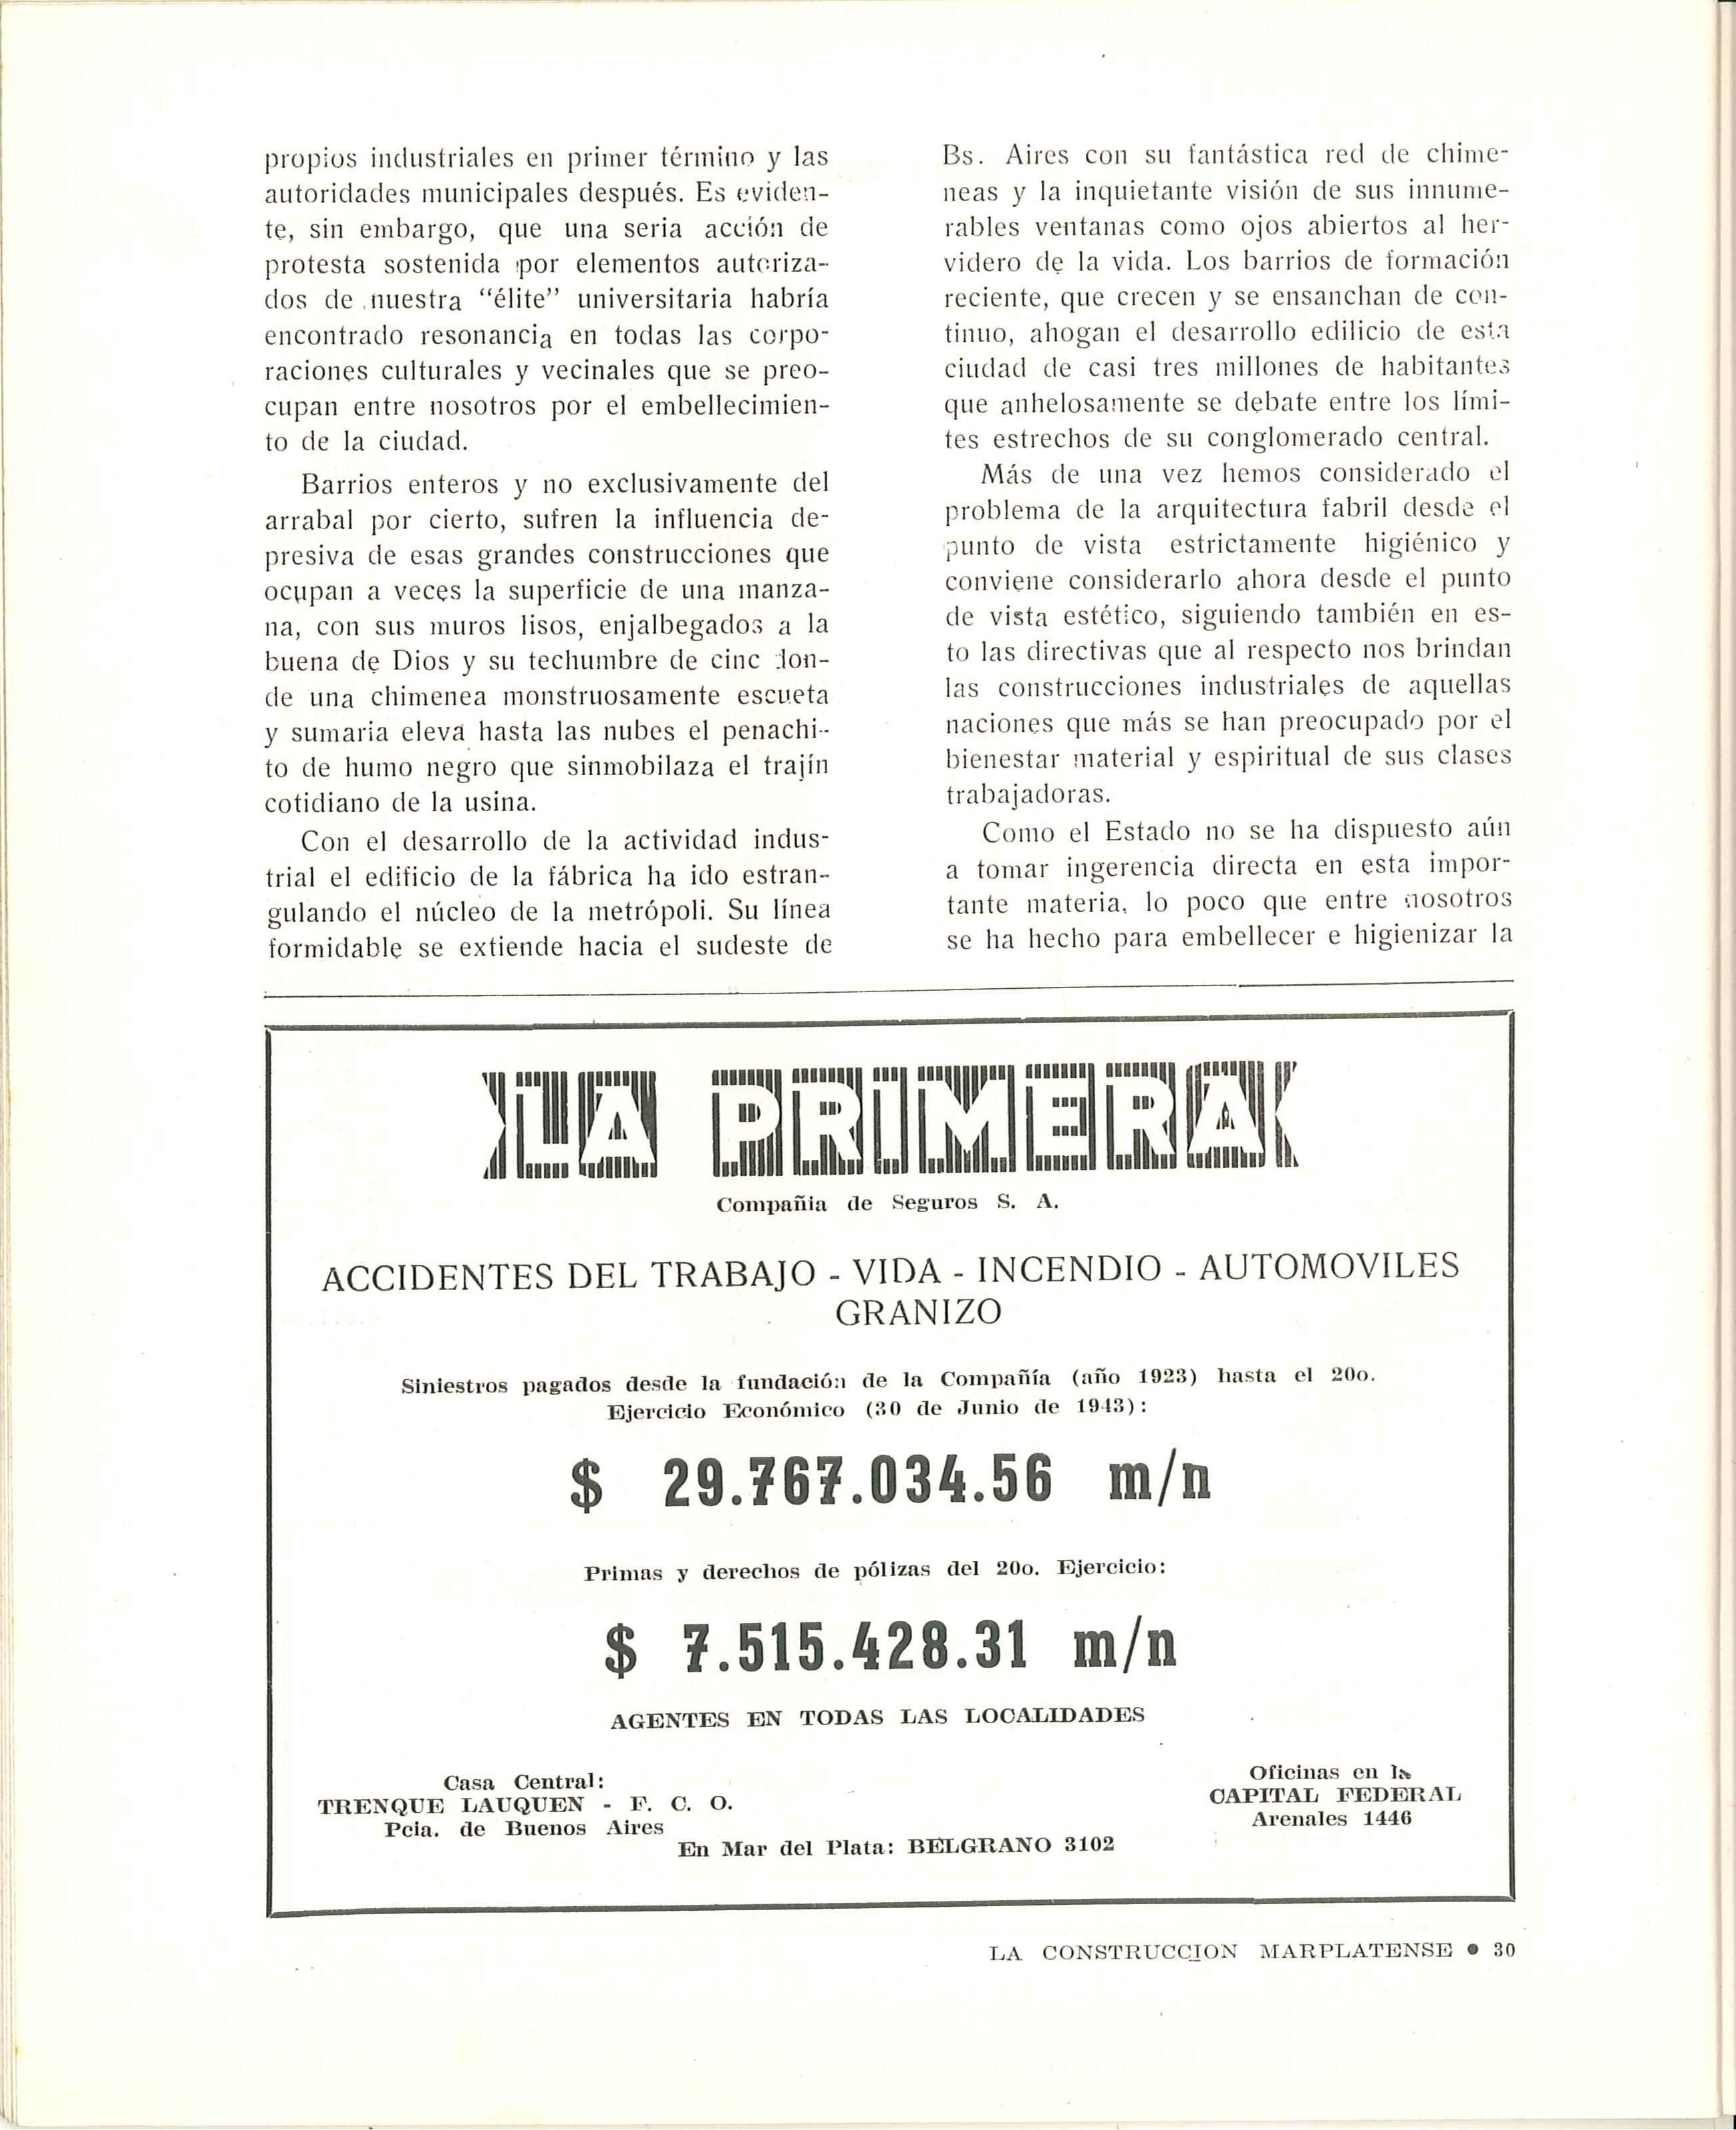 propios industriales en primer término y las
autoridades municipales después. Es eviden-
te, sin embargo, que una seria acción de
protesta sostenida por elementos autoriza-
dos de nuestra “élite” universitaria habría
encontrado resonancia en todas las corpo-
raciones culturales y vecinales que se preo-
cupan entre nosotros por el embellecimien-
to de la ciudad.
Barrios enteros y no exclusivamente del
arrabal por cierto, sufren la influencia de-
presiva de esas grandes construcciones que
ocupan a veces la superficie de una manza-
na, con sus muros lisos, enjalbegados a la
buena de Dios y su techumbre de cinc don-
de una chimenea monstruosamente escueta
y sumaria eleva hasta las nubes el penachi-
to de humo negro que sinmobilaza el trajín
cotidiano de la usina.
Con el desarrollo de la actividad indus-
trial el edificio de la fábrica ha ido estran-
gulando el núcleo de la metrópoli. Su línea
formidable se extiende hacia el sudeste de
Bs. Aires con su fantástica red de chime-
neas y la inquietante visión de sus innume-
rables ventanas como ojos abiertos al her-
videro de la vida. Los barrios de formación
reciente, que crecen y se ensanchan de con-
tinuo, ahogan el desarrollo edilicio de esta
ciudad de casi tres millones de habitantes
que anhelosamente se debate entre los lími-
tes estrechos de su conglomerado central.
Más de una vez hemos considerado el
problema de la arquitectura fabril desde el
punto de vista estrictamente higiénico y
conviene considerarlo ahora desde el punto
de vista estético, siguiendo también en es-
to las directivas que al respecto nos brindan
las construcciones industriales de aquellas
naciones que más se han preocupado por el
bienestar material y espiritual de sus clases
trabajadoras.
Como el Estado no se ha dispuesto aún
a tomar ingerencia directa en esta impor-
tante materia, lo poco que entre nosotros
se ha hecho para embellecer e higienizar la
LA PRIMERA
Compañia de Seguros S. A.
ACCIDENTES DEL TRABAJO - VIDA - INCENDIO - AUTOMOVILES
GRANIZO
Siniestros pagados desde la fundación de la Compañía (año 1923) hasta el 20o.
Ejercicio Económico (30 de Junio de 1943):
$ 29.767.034.56 m/n
Primas y derechos de pólizas del 20o. Ejercicio:
$ 7.515.428.31 m/n
AGENTES EN TODAS LAS LOCALIDADES
Casa Central:
TRENQUE LAUQUEN - F. C. O.
Pcia. de Buenos Aires
Oficinas en la
CAPITAL FEDERAL
Arenales 1446
En Mar del Plata: BELGRANO 3102
LA CONSTRUCCION MARPLATENSE ● 30